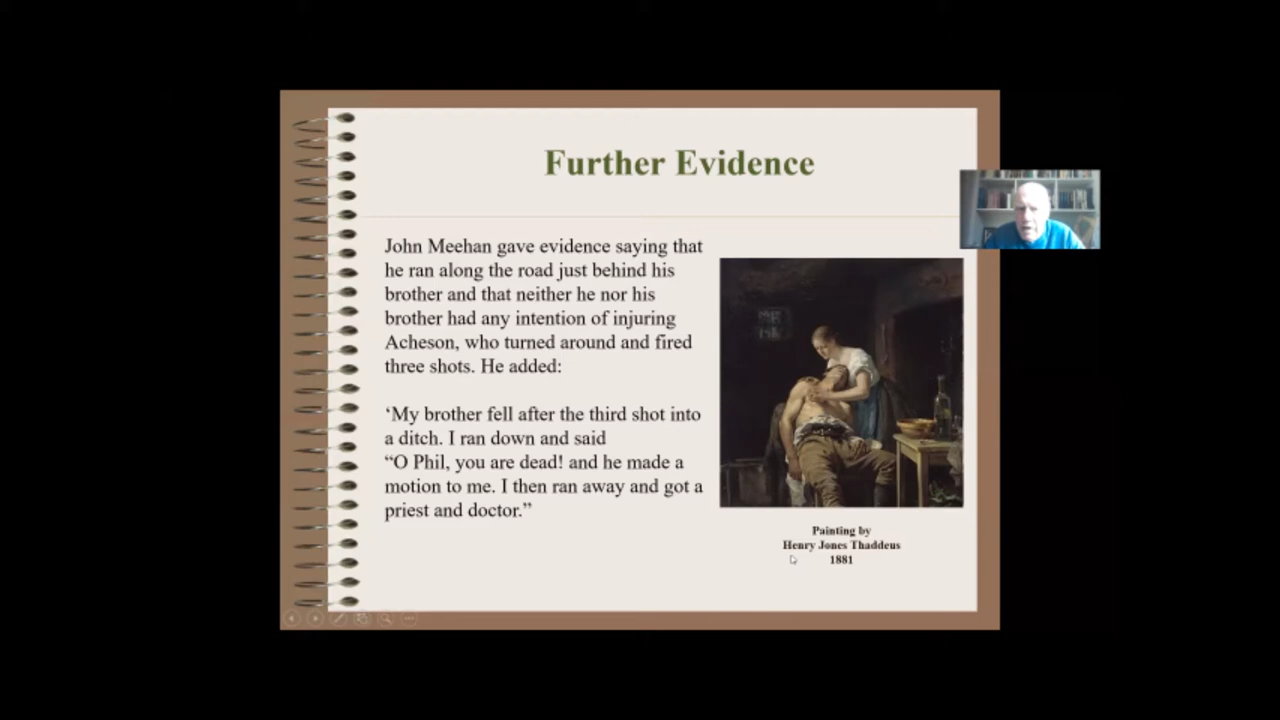 Further Evidence
John Meehan gave evidence saying that
he ran along the road just behind his
brother and that neither he nor his
brother had any intention of injuring
Acheson, who turned around and fired
three shots. He added:
‘My brother fell after the third shot into
a ditch. I ran down and said
“O Phil, you are dead! and he made a
motion to me. I then ran away and got a
priest and doctor.”
Painting by
Henry Jones Thaddeus
1881